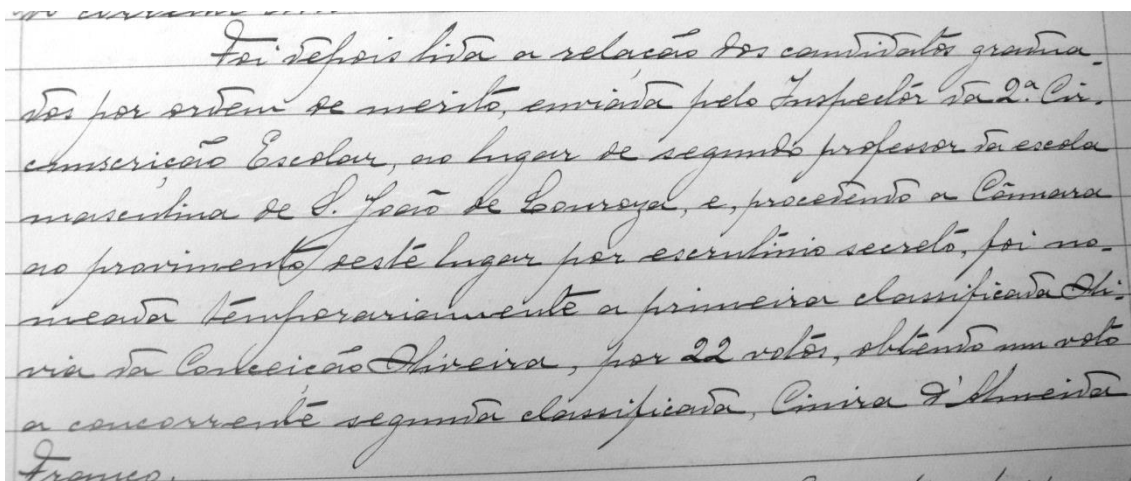 Foi depois lida a relação dos candidatos gradua-
dos por ordem de merito, enviada pelo Inspector da 2.ª Cir-
cumscrição Escolar, ao lugar de segundo professor da escola
masculina de S. João de Louroza, e, procedendo a Câmara
ao provimento deste lugar por escrutinio secreto, foi no-
meada temporariamente a primeira classificada Oli-
via da Conceição Oliveira, por 22 votos, obtendo um voto
a concorrente segunda classificada, Cinira d'Almeida
Franco.